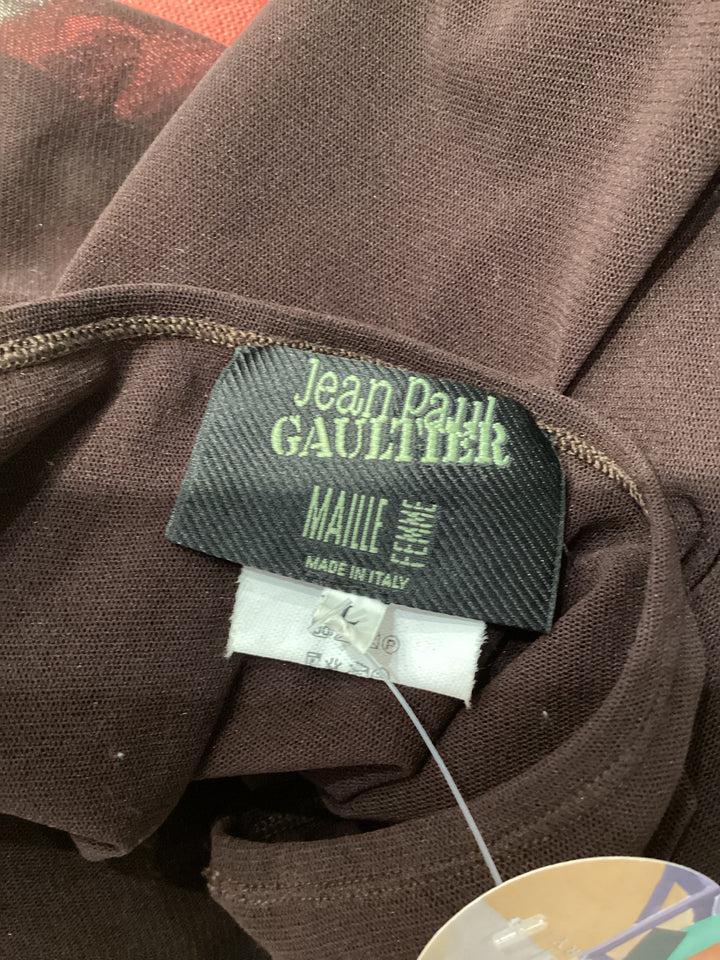 Jean Paul
GAULTIER
MAILLE FEMME
MADE IN ITALY
L
P